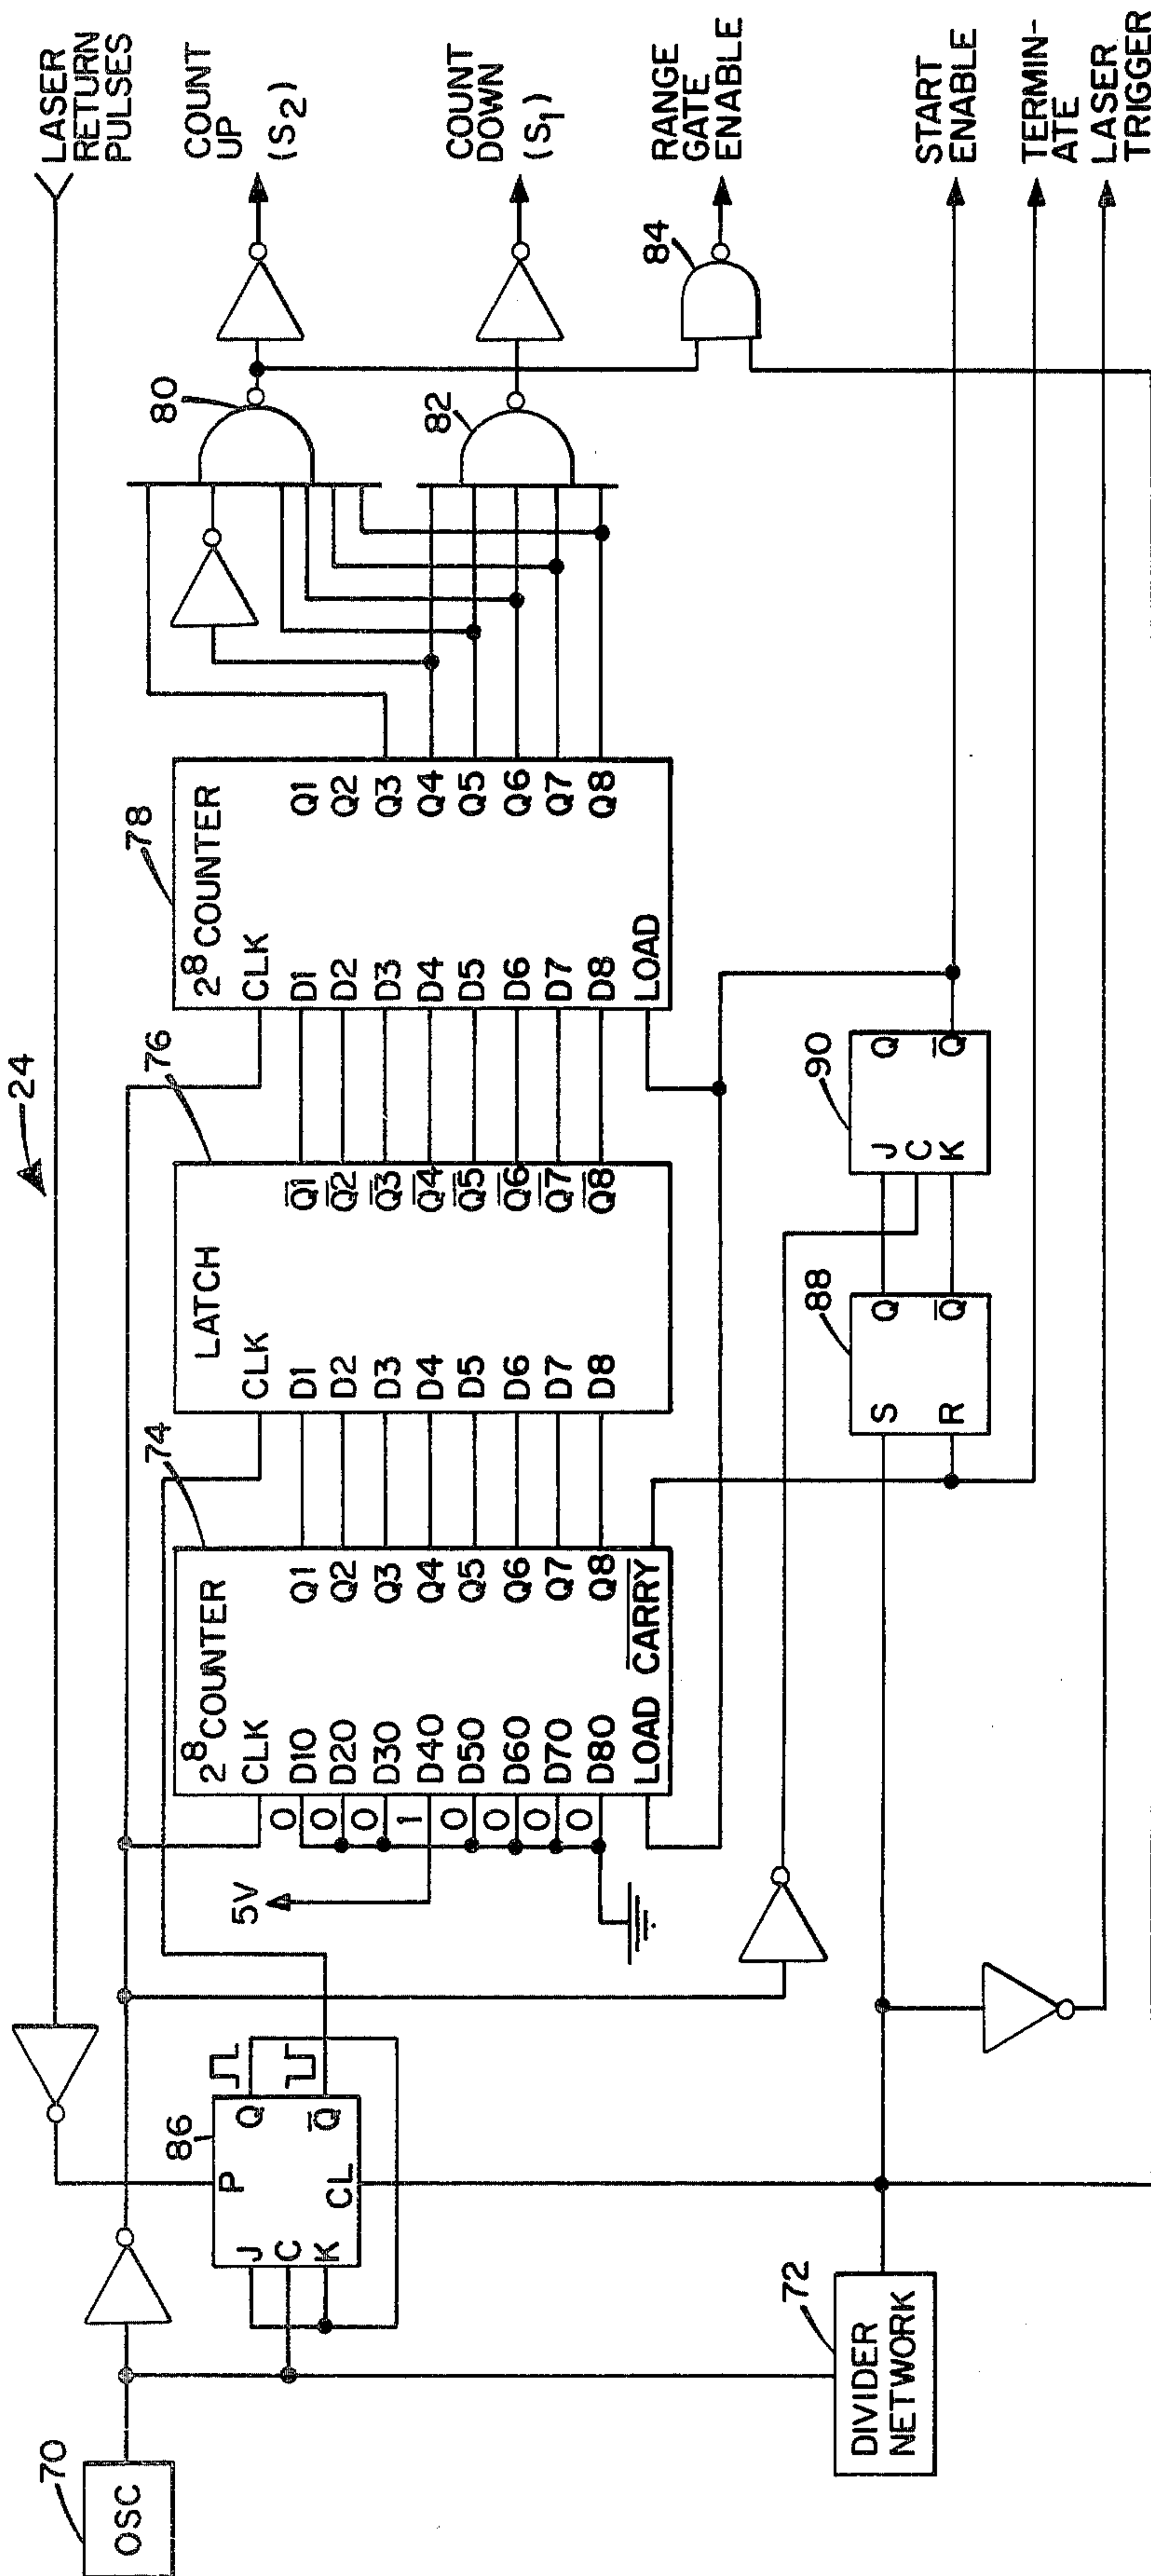 24
LASER
RETURN
PULSES
COUNT
UP
(S2)
COUNT
DOWN
(S1)
RANGE
GATE
ENABLE
START
ENABLE
TERMIN-
ATE
LASER
TRIGGER
70
OSC
72
DIVIDER
NETWORK
86
P
J
C
K
CL
Q
Q̅
5V
74
2⁸ COUNTER
CLK
0 D10 Q1
0 D20 Q2
0 D30 Q3
1 D40 Q4
0 D50 Q5
0 D60 Q6
0 D70 Q7
0 D80 Q8
LOAD C̅A̅R̅R̅Y̅
76
LATCH
CLK
D1 Q̅1̅
D2 Q̅2̅
D3 Q̅3̅
D4 Q̅4̅
D5 Q̅5̅
D6 Q̅6̅
D7 Q̅7̅
D8 Q̅8̅
78
2⁸ COUNTER
CLK
D1 Q1
D2 Q2
D3 Q3
D4 Q4
D5 Q5
D6 Q6
D7 Q7
D8 Q8
LOAD
80
82
84
88
S Q
R Q̅
90
J Q
C
K Q̅